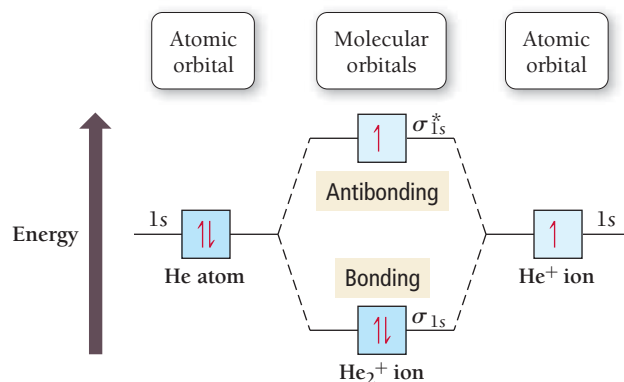 Atomic
orbital
Molecular
orbitals
Atomic
orbital
Energy
σ*1s
Antibonding
1s
1s
He atom
He+ ion
Bonding
σ1s
He2+ ion